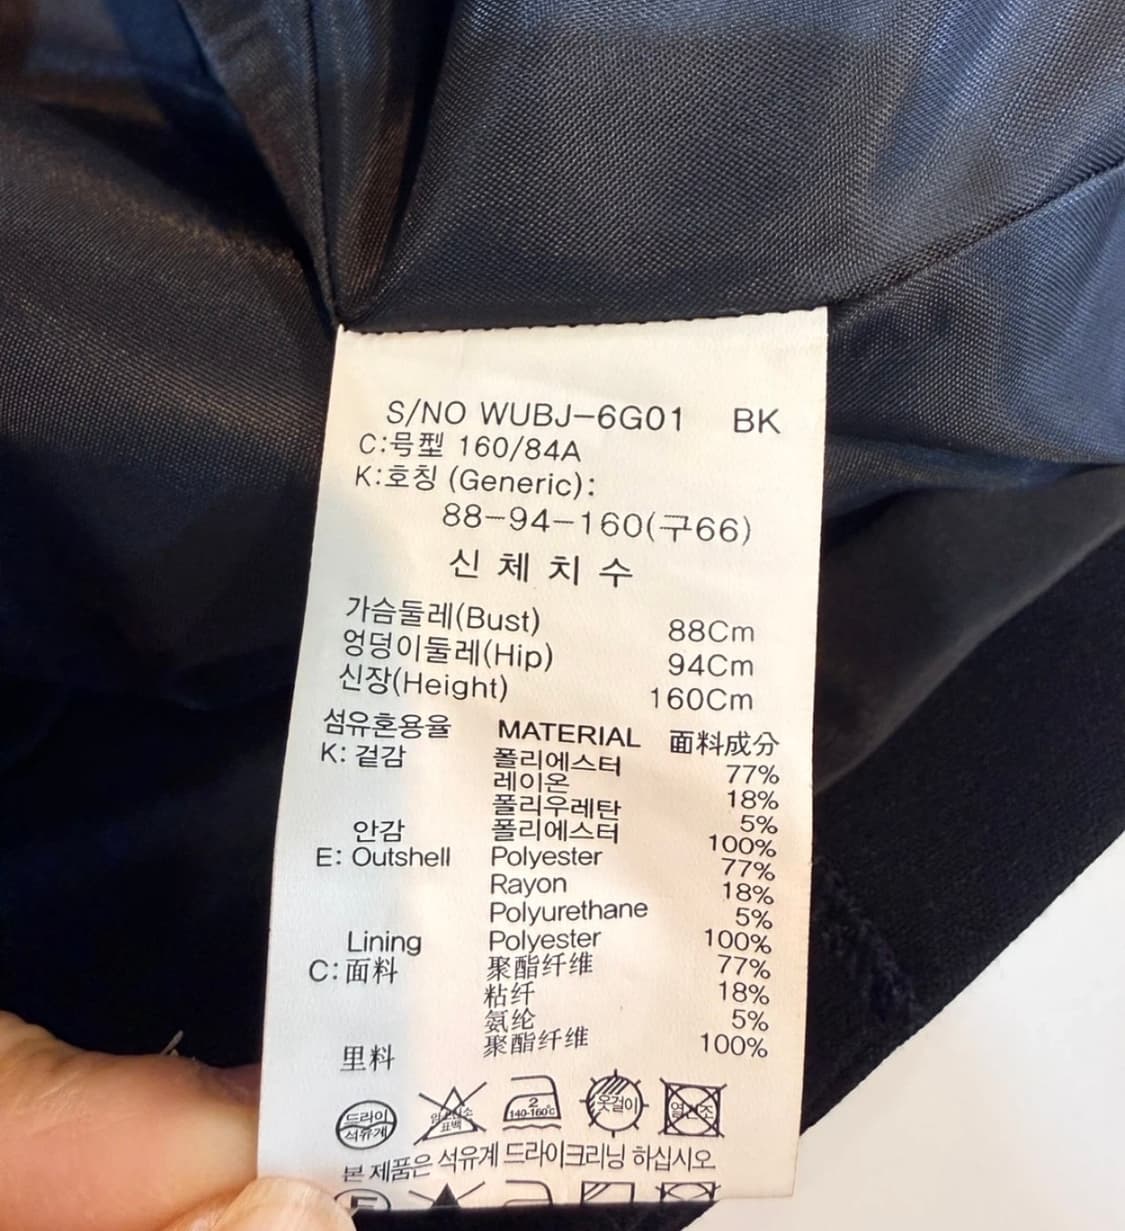 S/NO WUBJ-6G01 BK
C:号型 160/84A
K:호칭 (Generic):
88-94-160(구66)
신 체 치 수
가슴둘레(Bust) 88Cm
엉덩이둘레(Hip) 94Cm
신장(Height) 160Cm
섬유혼용율 MATERIAL 面料成分
K: 겉감 폴리에스터 77%
레이온 18%
폴리우레탄 5%
안감 폴리에스터 100%
E: Outshell Polyester 77%
Rayon 18%
Polyurethane 5%
Lining Polyester 100%
C:面料 聚酯纤维 77%
粘纤 18%
氨纶 5%
里料 聚酯纤维 100%
드라이 석유계
표백
2 140-160℃
옷걸이
본 제품은 석유계 드라이크리닝 하십시오